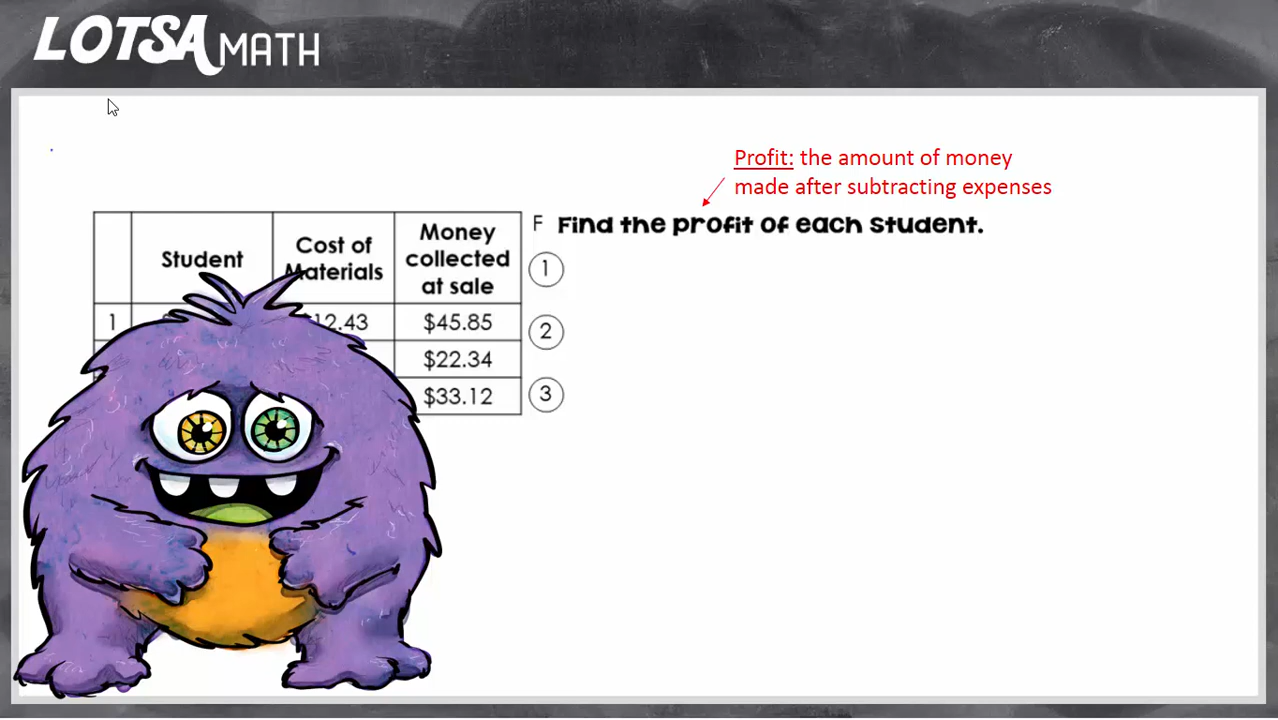 LOTSA MATH
Profit: the amount of money
made after subtracting expenses
F Find the profit of each student.
Student
Cost of
Materials
Money
collected
at sale
1
$45.85
$22.34
$33.12
1
2
3